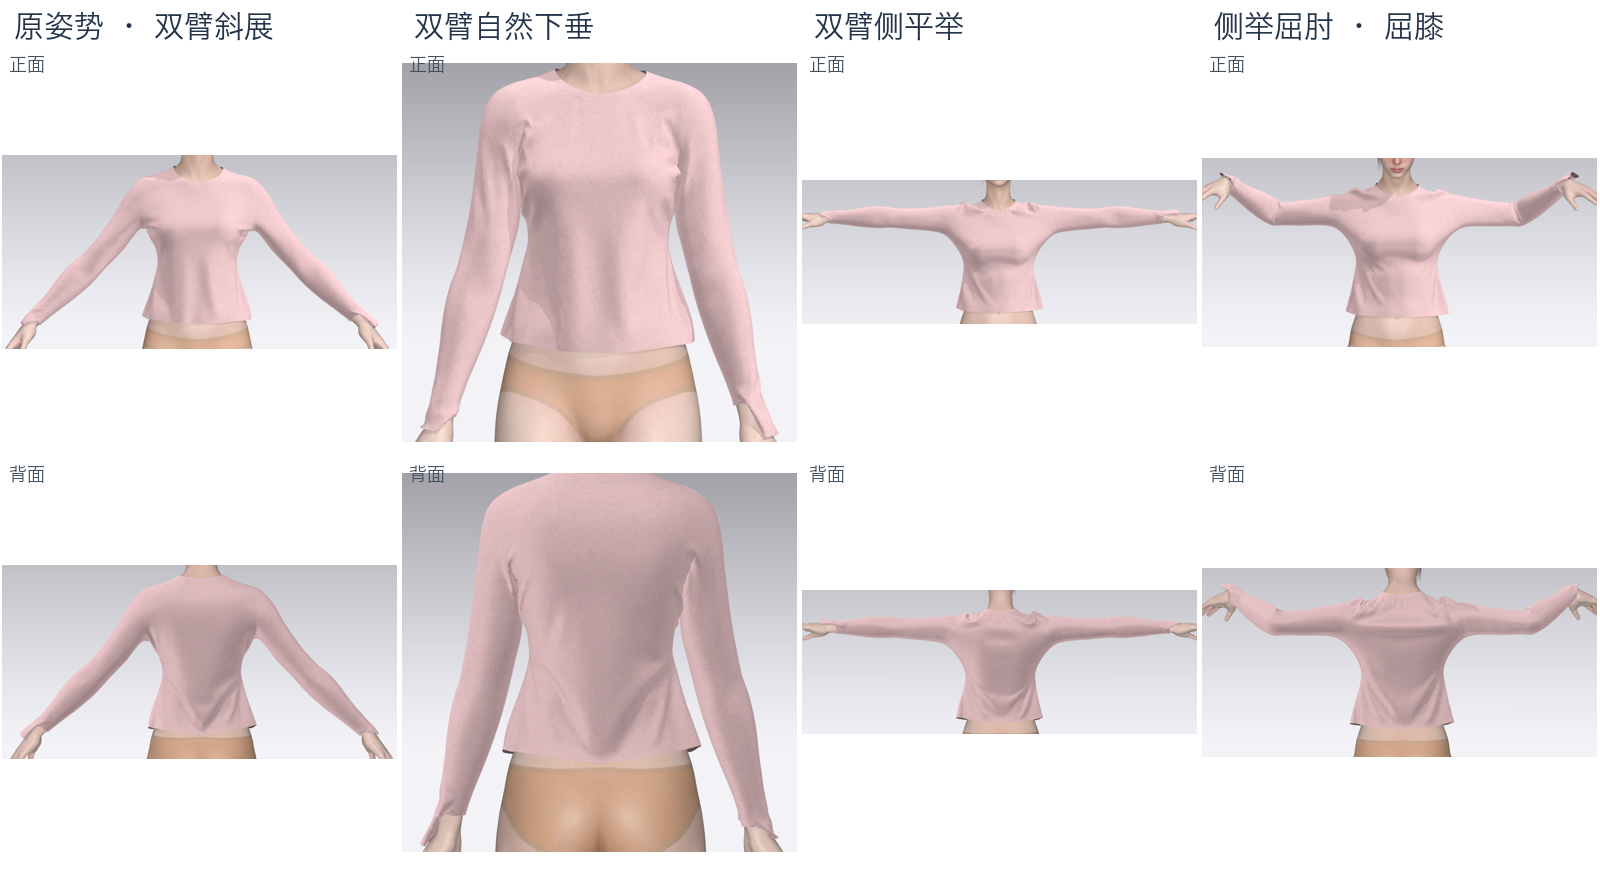 原姿势 · 双臂斜展
双臂自然下垂
双臂侧平举
侧举屈肘 · 屈膝
正面
正面
正面
正面
背面
背面
背面
背面